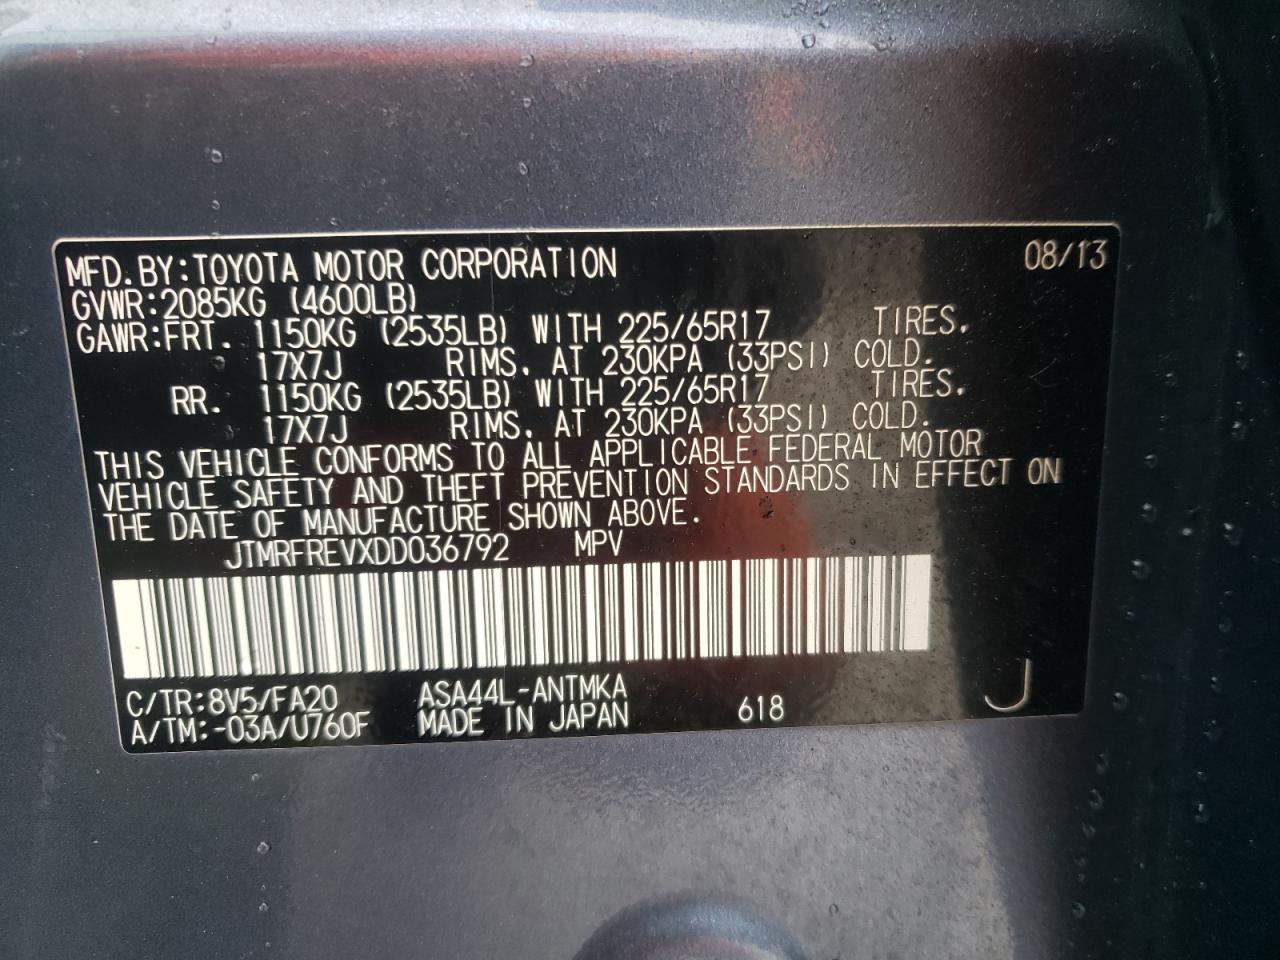 MFD.BY:TOYOTA MOTOR CORPORATION 08/13
GVWR:2085KG (4600LB)
GAWR:FRT. 1150KG (2535LB) WITH 225/65R17 TIRES.
17X7J RIMS. AT 230KPA (33PSI) COLD.
RR. 1150KG (2535LB) WITH 225/65R17 TIRES.
17X7J RIMS. AT 230KPA (33PSI) COLD.
THIS VEHICLE CONFORMS TO ALL APPLICABLE FEDERAL MOTOR
VEHICLE SAFETY AND THEFT PREVENTION STANDARDS IN EFFECT ON
THE DATE OF MANUFACTURE SHOWN ABOVE.
JTMRFREVXDD036792 MPV
C/TR:8V5/FA20 ASA44L-ANTMKA
A/TM:-03A/U760F MADE IN JAPAN 618 J